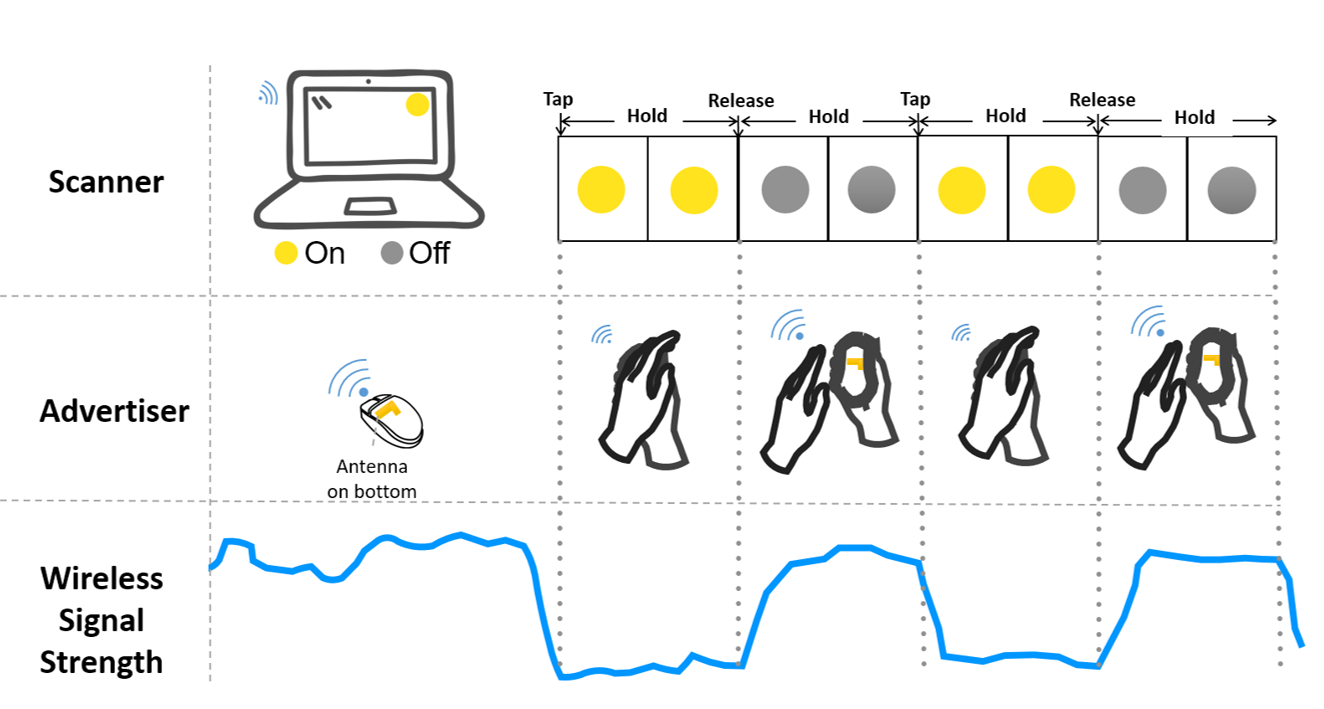 Tap
Hold
Release
Hold
Tap
Hold
Release
Hold
Scanner
On
Off
Advertiser
Antenna
on bottom
Wireless
Signal
Strength